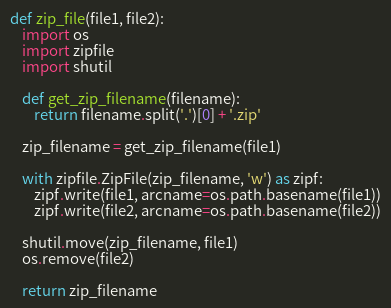 def zip_file(file1, file2):
    import os
    import zipfile
    import shutil

    def get_zip_filename(filename):
        return filename.split('.')[0] + '.zip'

    zip_filename = get_zip_filename(file1)

    with zipfile.ZipFile(zip_filename, 'w') as zipf:
        zipf.write(file1, arcname=os.path.basename(file1))
        zipf.write(file2, arcname=os.path.basename(file2))

    shutil.move(zip_filename, file1)
    os.remove(file2)

    return zip_filename